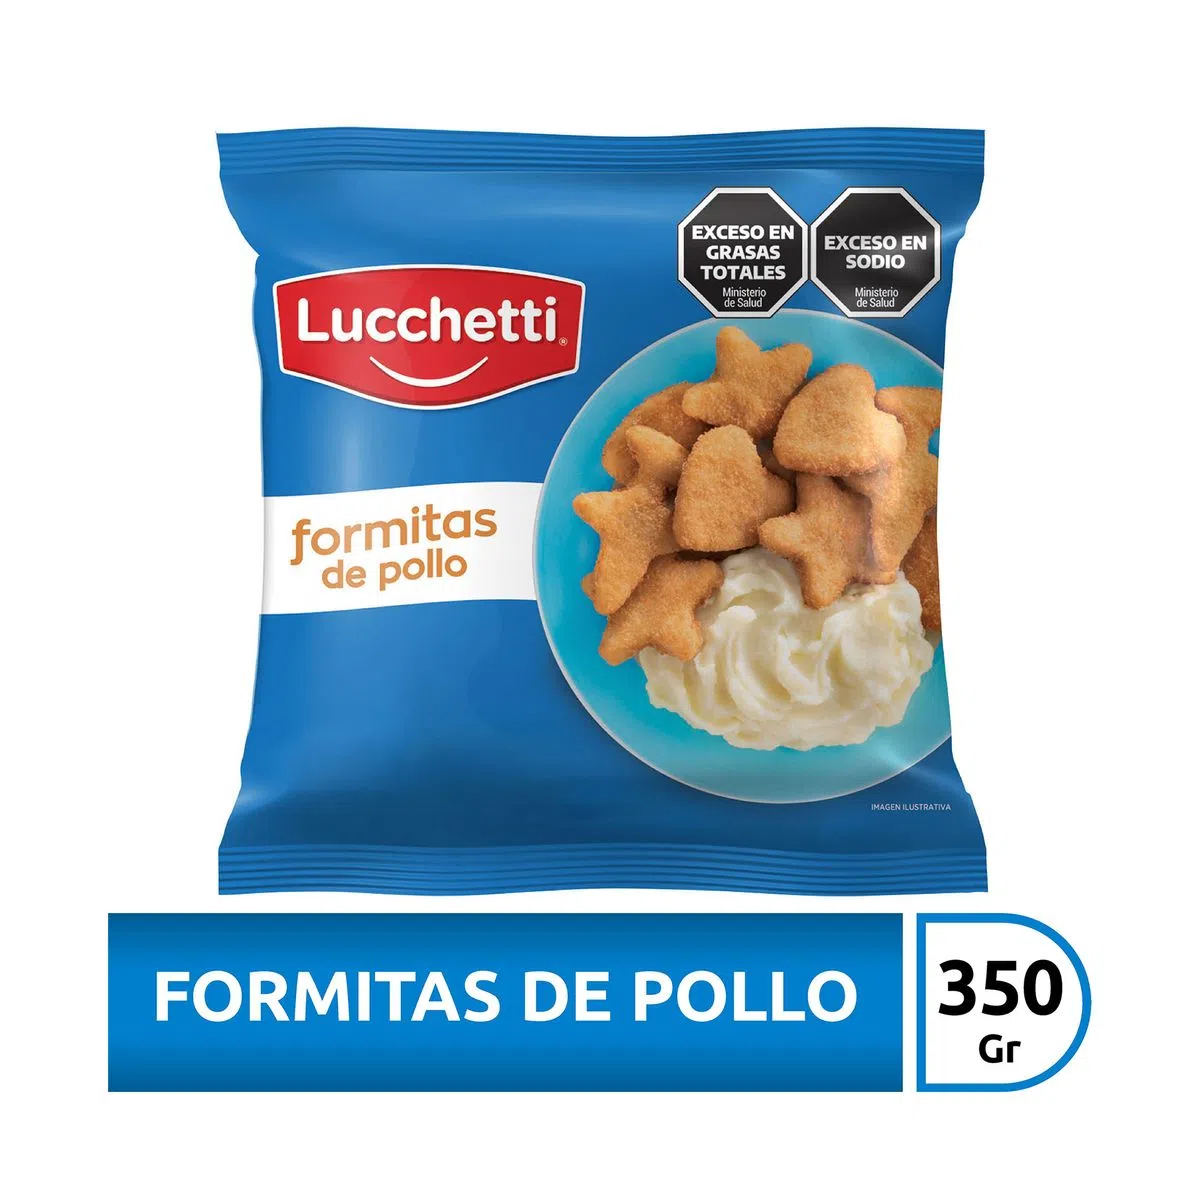 EXCESO EN
GRASAS
TOTALES
Ministerio
de Salud
EXCESO EN
SODIO
Ministerio
de Salud
Lucchetti®
formitas
de pollo
IMAGEN ILUSTRATIVA
FORMITAS DE POLLO
350
Gr